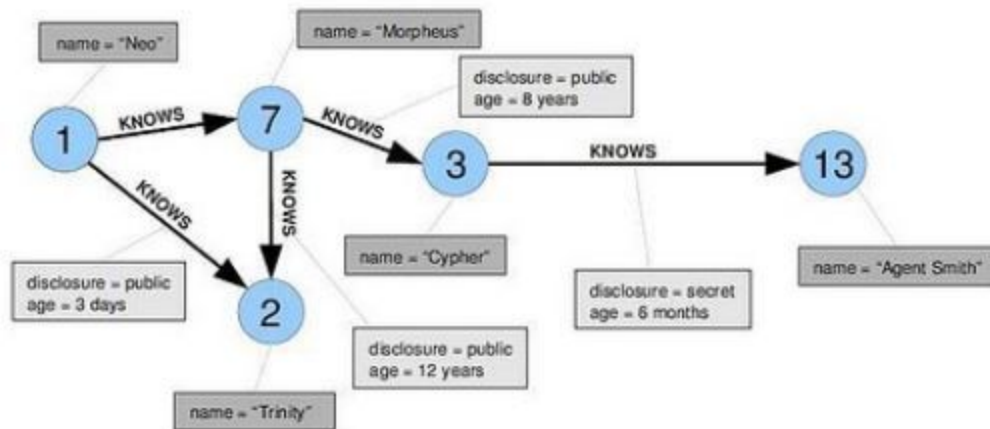 name = "Neo"
name = "Morpheus"
disclosure = public
age = 8 years
1
KNOWS
7
KNOWS
3
KNOWS
13
KNOWS
KNOWS
name = "Cypher"
name = "Agent Smith"
disclosure = public
age = 3 days
2
disclosure = secret
age = 6 months
disclosure = public
age = 12 years
name = "Trinity"